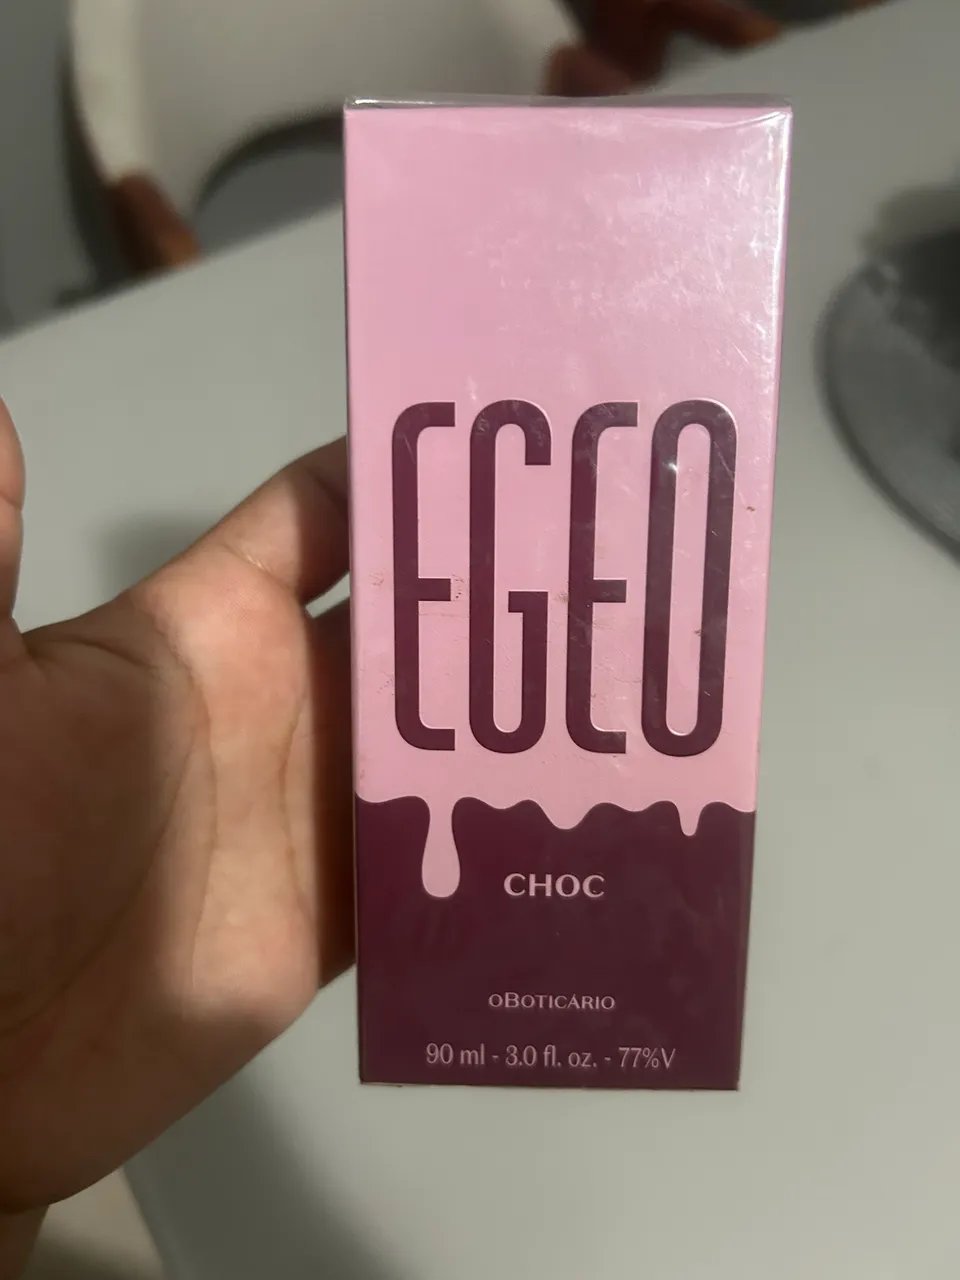 EGEO
CHOC
oBOTICÁRIO
90 ml - 3.0 fl. oz. - 77%V